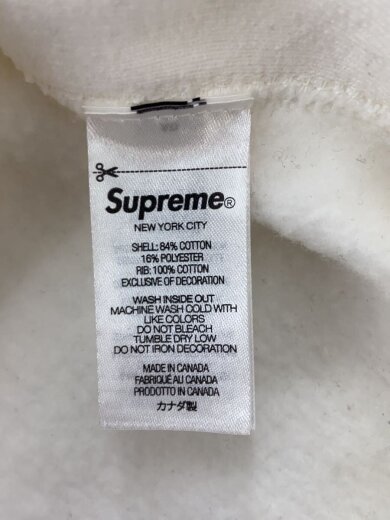 Supreme®
NEW YORK CITY
SHELL: 84% COTTON
16% POLYESTER
RIB: 100% COTTON
EXCLUSIVE OF DECORATION
WASH INSIDE OUT
MACHINE WASH COLD WITH
LIKE COLORS
DO NOT BLEACH
TUMBLE DRY LOW
DO NOT IRON DECORATION
MADE IN CANADA
FABRIQUÉ AU CANADA
PRODOTTO IN CANADA
カナダ製